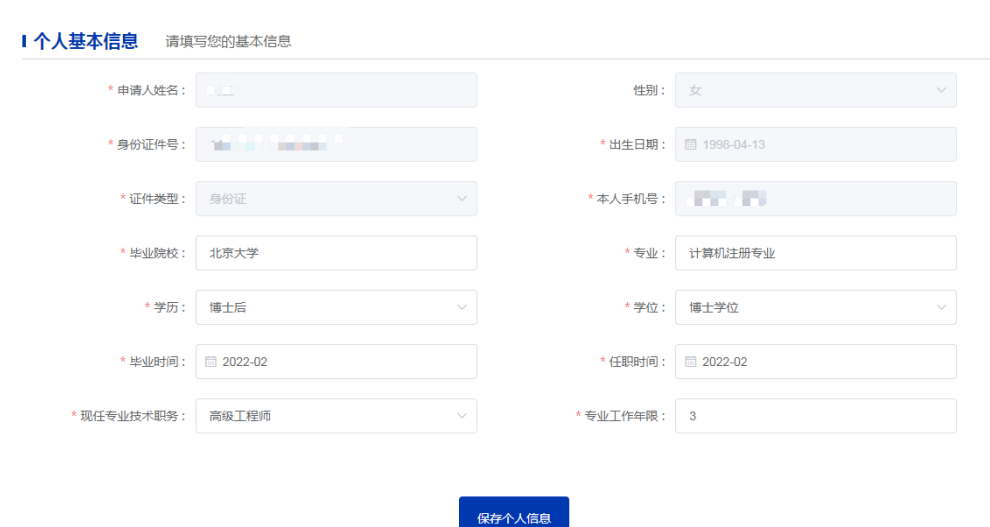 个人基本信息 请填写您的基本信息
* 申请人姓名： 性别： 女
* 身份证件号： * 出生日期： 1998-04-13
* 证件类型： 身份证 * 本人手机号：
* 毕业院校： 北京大学 * 专业： 计算机注册专业
* 学历： 博士后 * 学位： 博士学位
* 毕业时间： 2022-02 * 任职时间： 2022-02
* 现任专业技术职务： 高级工程师 * 专业工作年限： 3
保存个人信息